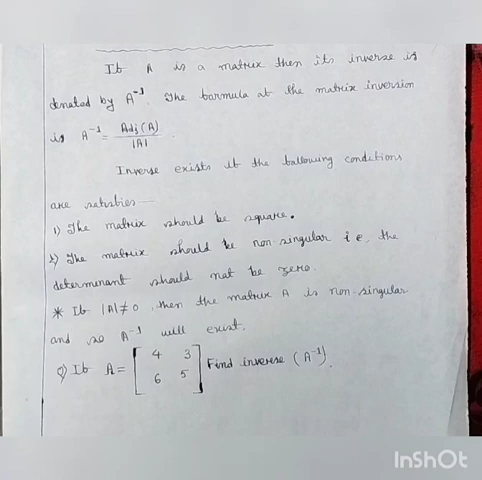 If A is a matrix then its inverse is
denoted by A⁻¹. The formula of the matrix inversion
is A⁻¹ = Adj(A) / |A|
Inverse exists if the following conditions
are satisfies —
1) The matrix should be square.
2) The matrix should be non-singular i.e, the
determinant should not be zero.
* If |A| ≠ 0, then the matrix A is non singular
and so A⁻¹ will exist.
Q) If A = [ 4 3
6 5 ] Find inverse (A⁻¹).
InShOt